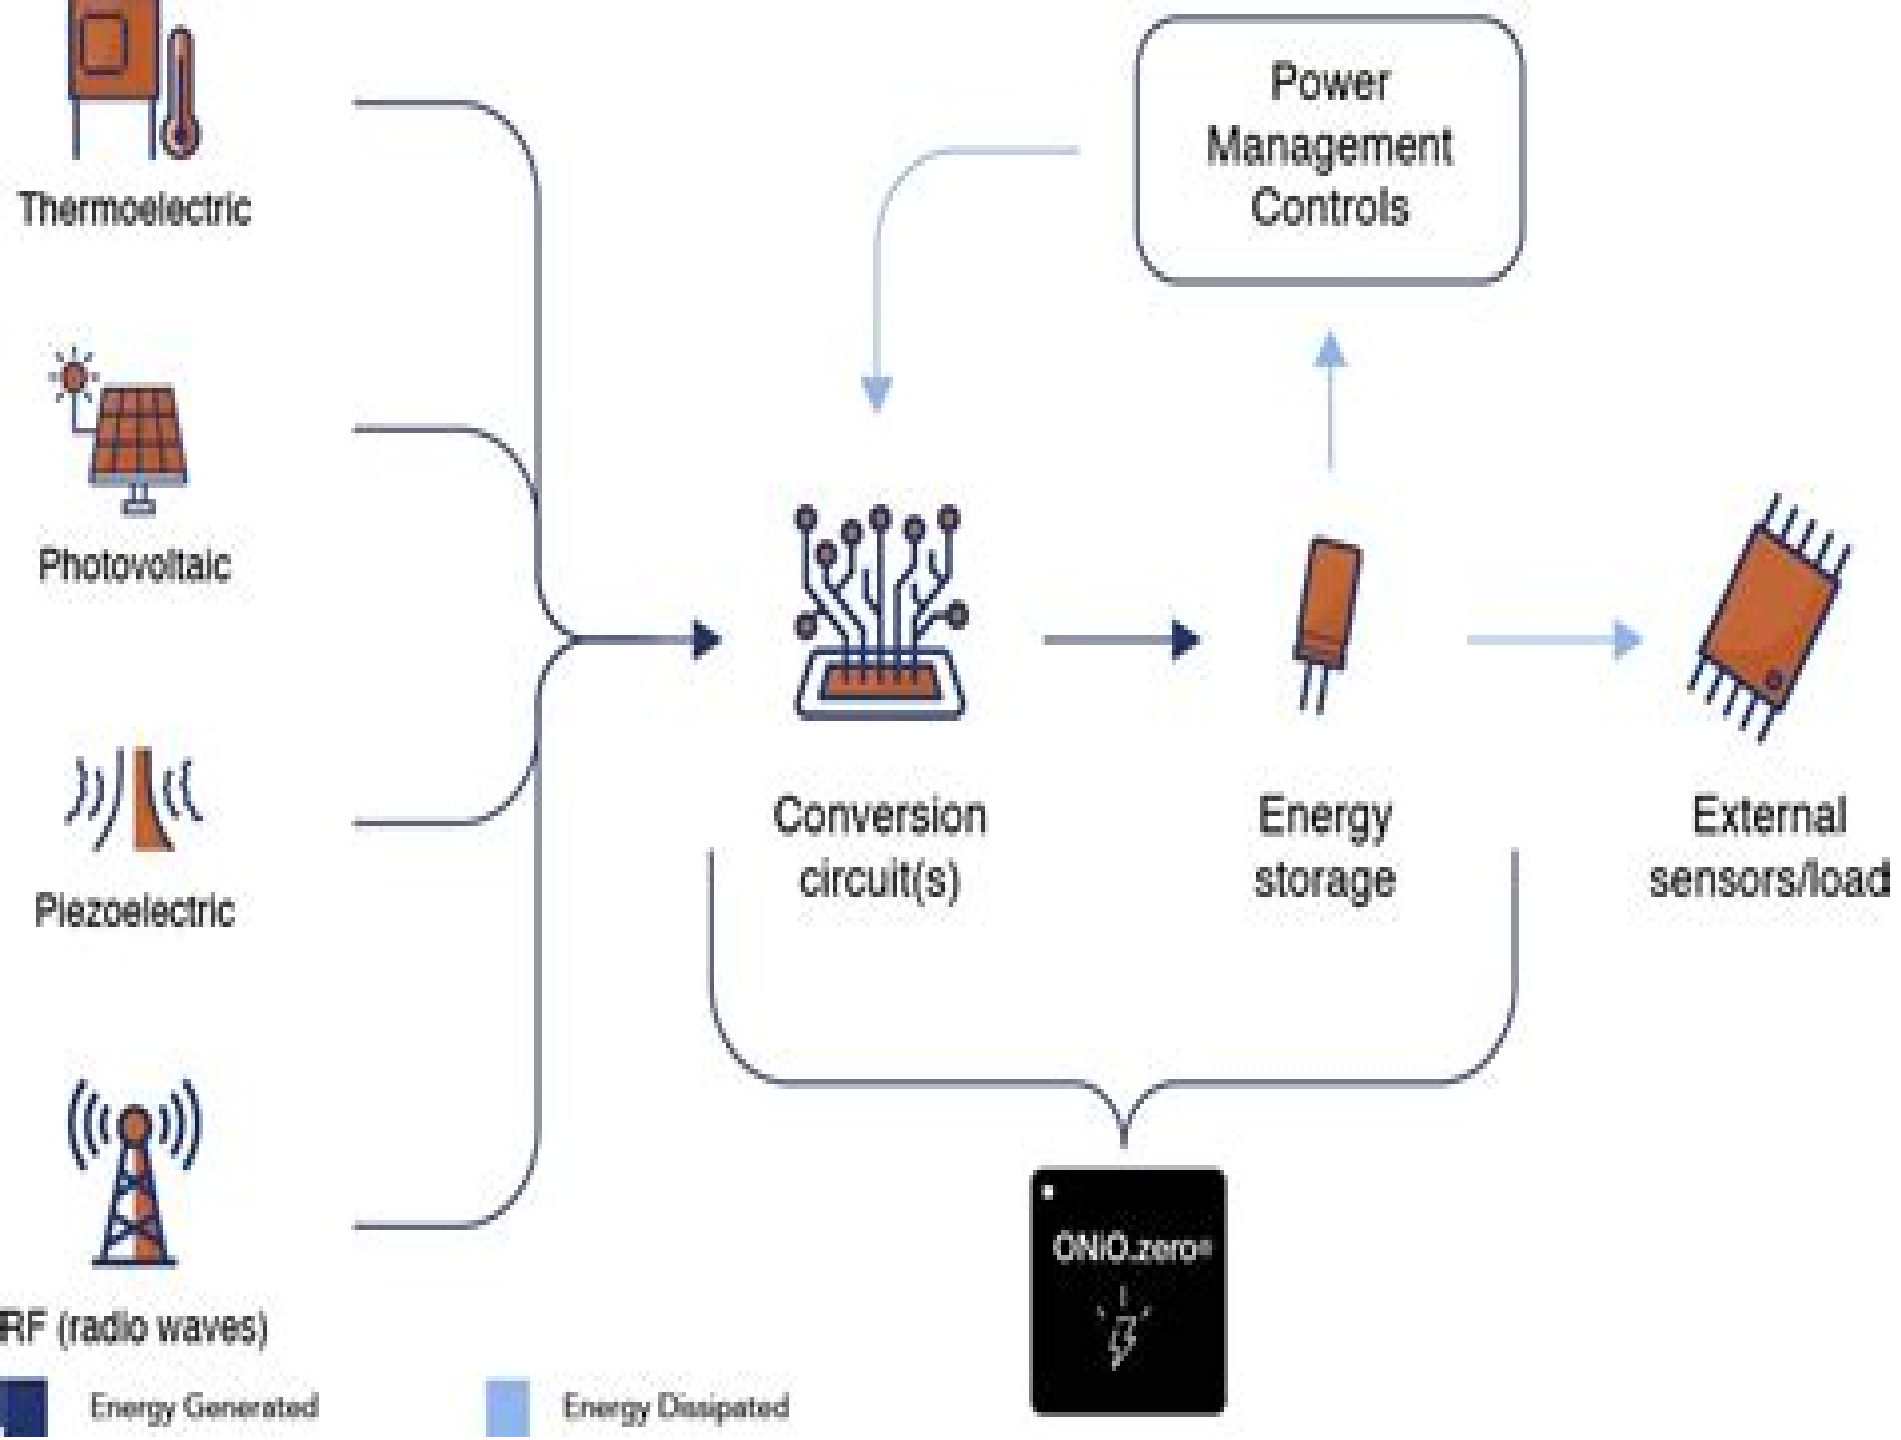 Power
Management
Controls
Thermoelectric
Photovoltaic
Piezoelectric
RF (radio waves)
Conversion
circuit(s)
Energy
storage
External
sensors/load
ONiO.zero®
Energy Generated
Energy Dissipated